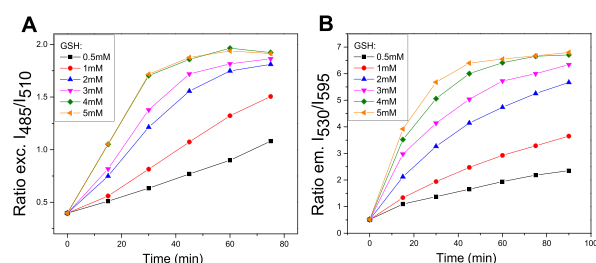 A
GSH:
0.5mM
1mM
2mM
3mM
4mM
5mM
Ratio exc. I485/I510
2.0
1.5
1.0
0.5
0 20 40 60 80
Time (min)
B
GSH:
0.5mM
1mM
2mM
3mM
4mM
5mM
Ratio em. I530/I595
7
6
5
4
3
2
1
0
0 20 40 60 80 100
Time (min)